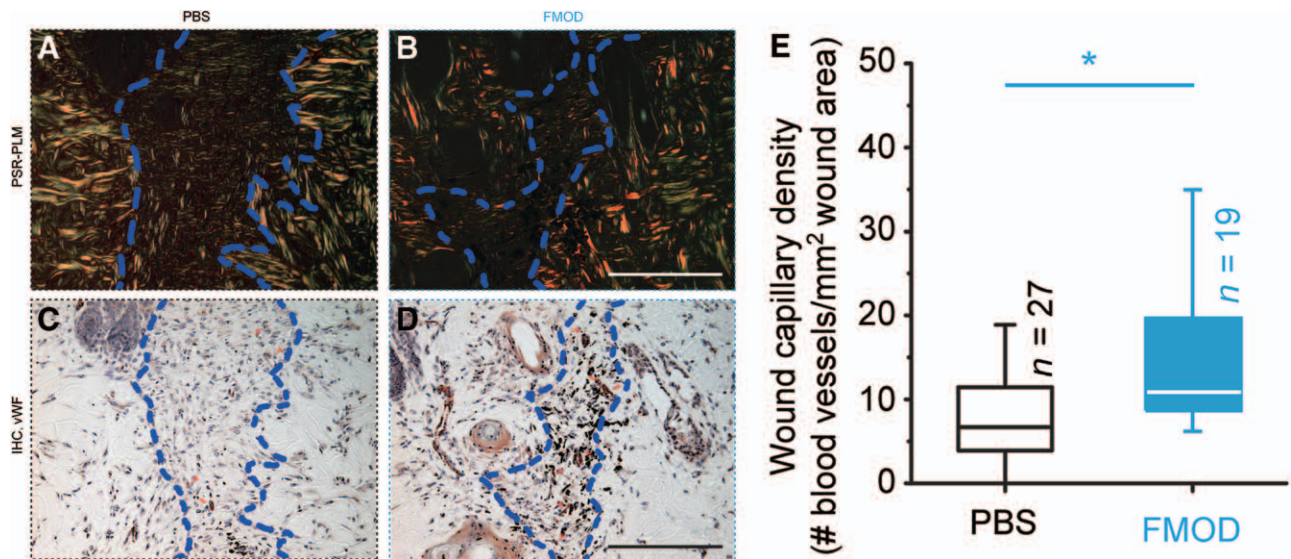 PBS
FMOD
PSR-PLM
A
B
IHC, vWF
C
D
E
Wound capillary density
(# blood vessels/mm² wound area)
50
40
30
20
10
0
*
n = 27
n = 19
PBS
FMOD